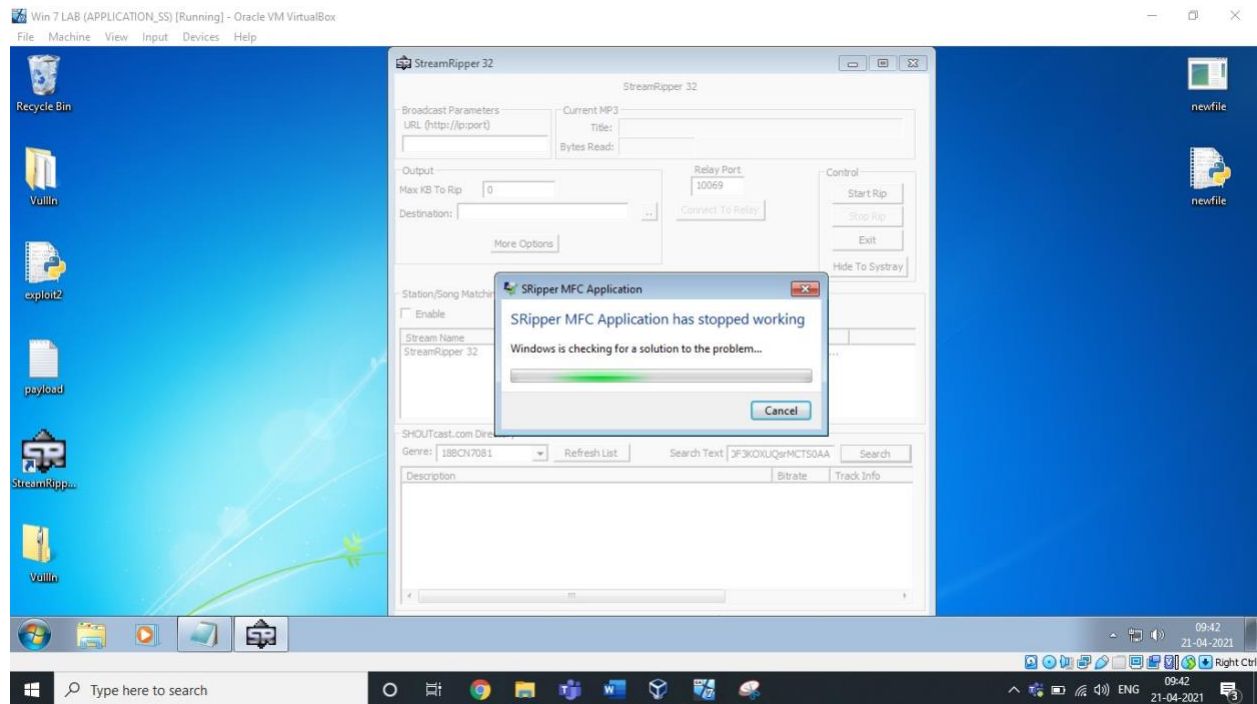 Win 7 LAB (APPLICATION_SS) [Running] - Oracle VM VirtualBox
File Machine View Input Devices Help
Recycle Bin
Vullln
exploit2
payload
StreamRipp...
Vullln
newfile
newfile
StreamRipper 32
StreamRipper 32
Broadcast Parameters
URL (http://ip:port)
Current MP3
Title:
Bytes Read:
Output
Max KB To Rip 0
Destination:
..
More Options
Relay Port
10069
Connect To Relay
Control
Start Rip
Stop Rip
Exit
Hide To Systray
Station/Song Matchin
Enable
Stream Name
StreamRipper 32
...
SRipper MFC Application
SRipper MFC Application has stopped working
Windows is checking for a solution to the problem...
Cancel
SHOUTcast.com Directory
Genre: 18BCN7081 Refresh List Search Text Search
Description Bitrate Track Info
09:42
21-04-2021
Right Ctrl
Type here to search
ENG
09:42
21-04-2021
3